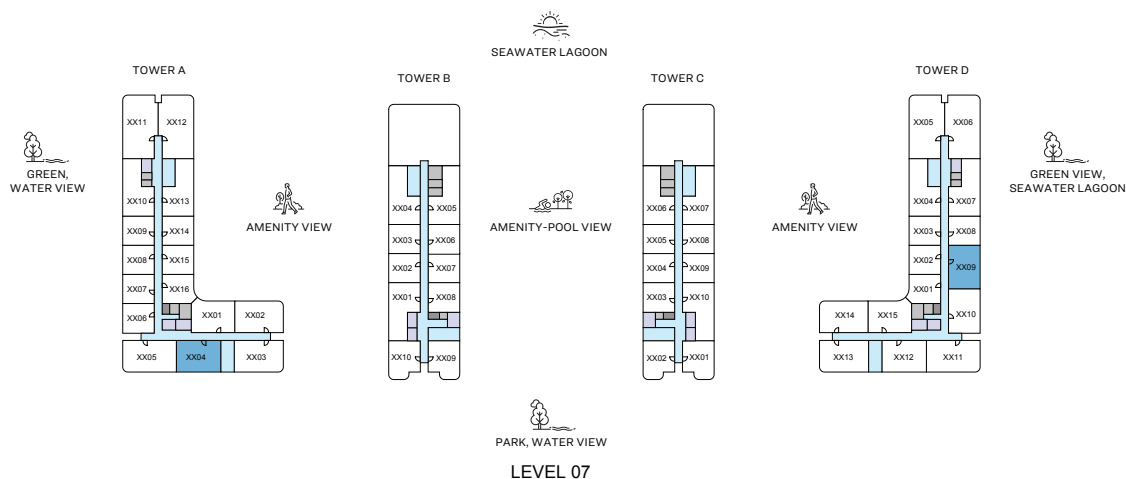 SEAWATER LAGOON
TOWER A
TOWER B
TOWER C
TOWER D
GREEN,
WATER VIEW
AMENITY VIEW
AMENITY-POOL VIEW
AMENITY VIEW
GREEN VIEW,
SEAWATER LAGOON
XX11 XX12
XX10 XX13
XX09 XX14
XX08 XX15
XX07 XX16
XX06 XX01 XX02
XX05 XX04 XX03
XX04 XX05
XX03 XX06
XX02 XX07
XX01 XX08
XX10 XX09
XX06 XX07
XX05 XX08
XX04 XX09
XX03 XX10
XX02 XX01
XX05 XX06
XX04 XX07
XX03 XX08
XX02 XX09
XX01
XX14 XX15 XX10
XX13 XX12 XX11
PARK, WATER VIEW
LEVEL 07